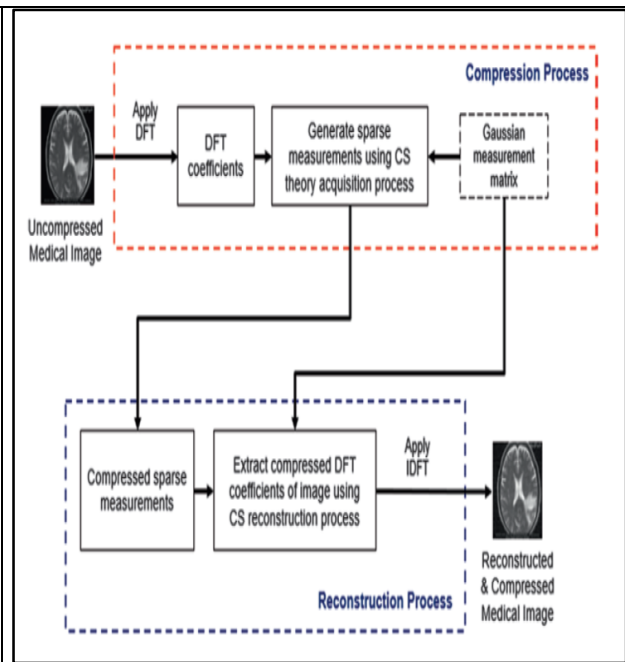 Compression Process
Apply
DFT
DFT
coefficients
Generate sparse
measurements using CS
theory acquisition process
Gaussian
measurement
matrix
Uncompressed
Medical Image
Compressed sparse
measurements
Extract compressed DFT
coefficients of image using
CS reconstruction process
Apply
IDFT
Reconstructed
& Compressed
Medical Image
Reconstruction Process